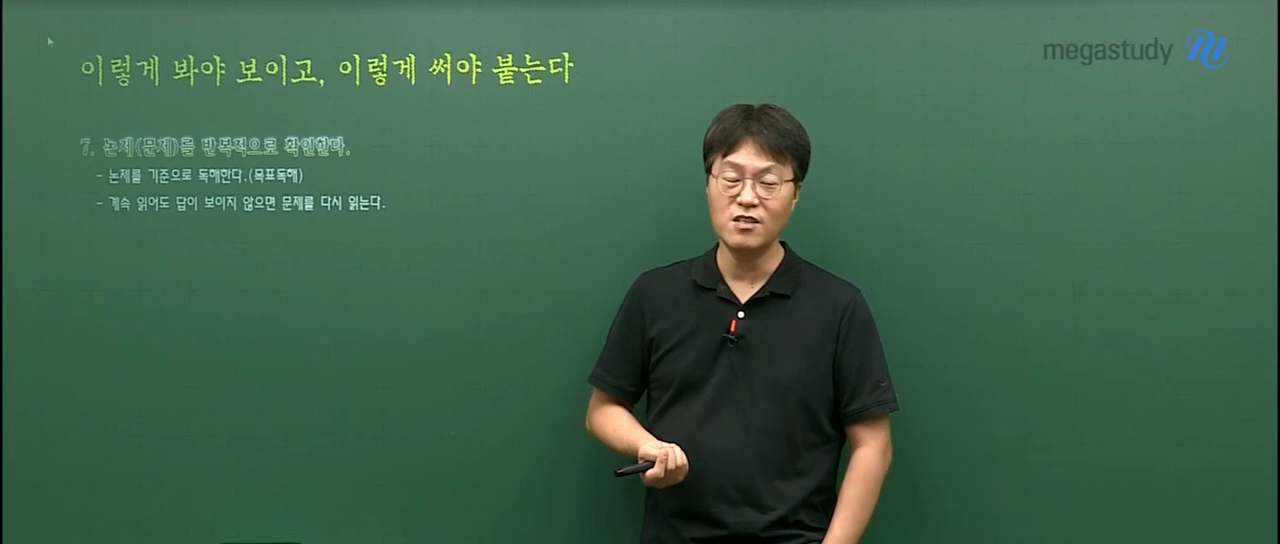 이렇게 봐야 보이고, 이렇게 써야 붙는다
megastudy
7. 논제(문제)를 반복적으로 확인한다.
- 논제를 기준으로 독해한다.(목표독해)
- 계속 읽어도 답이 보이지 않으면 문제를 다시 읽는다.